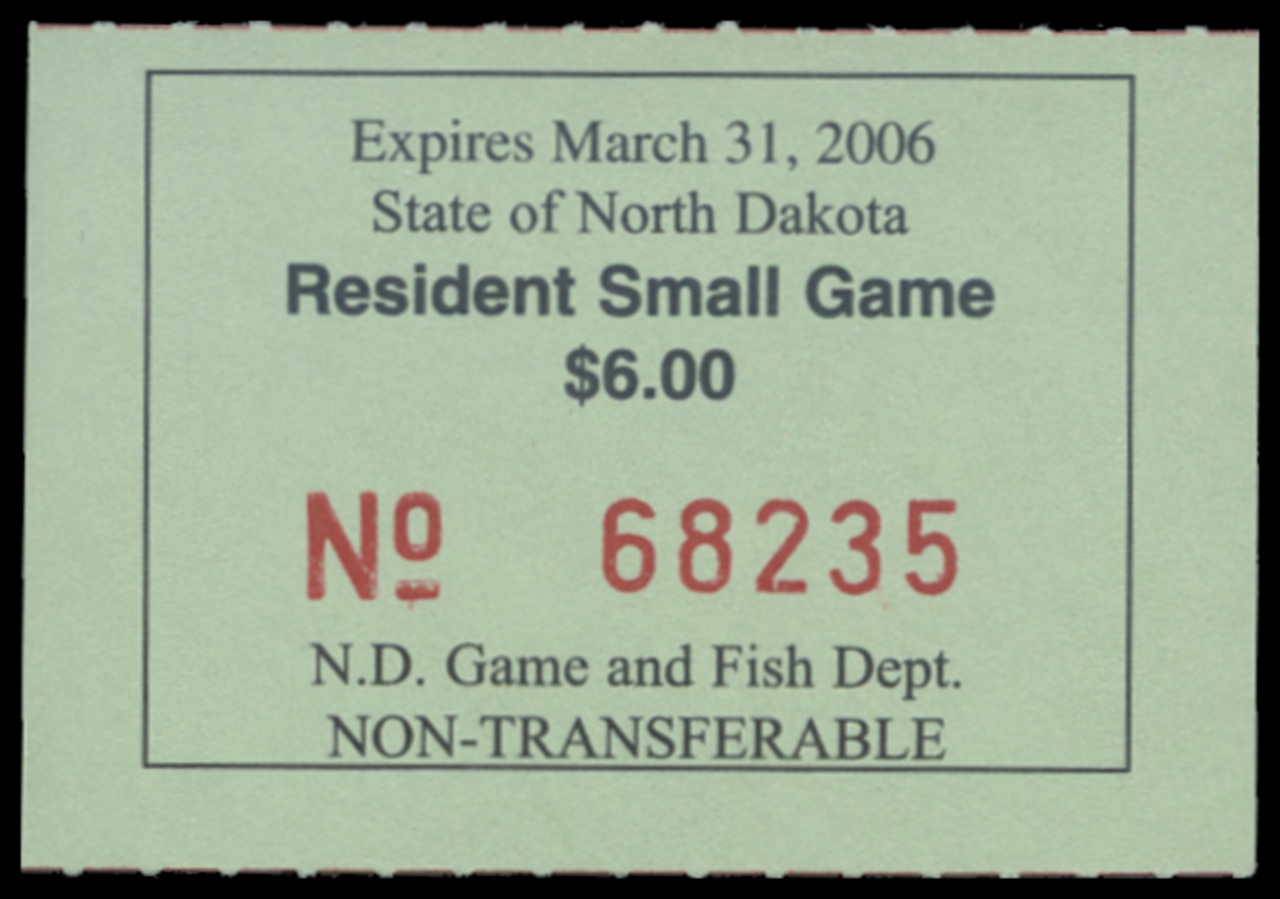 Expires March 31, 2006
State of North Dakota
Resident Small Game
$6.00
Nº 68235
N.D. Game and Fish Dept.
NON-TRANSFERABLE